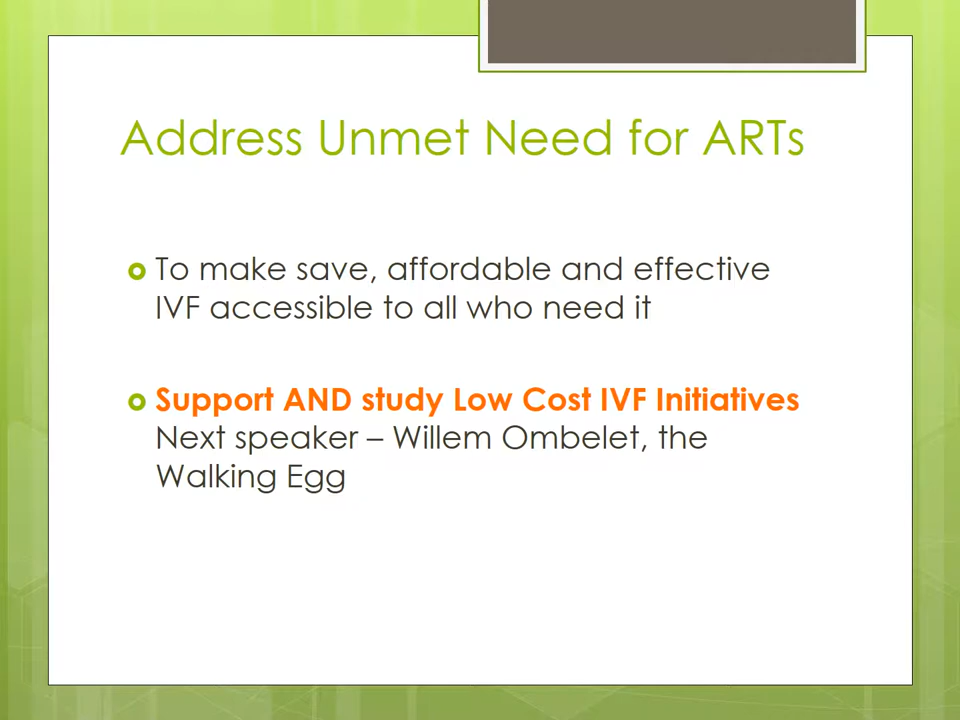 Address Unmet Need for ARTs
To make save, affordable and effective
IVF accessible to all who need it
Support AND study Low Cost IVF Initiatives
Next speaker – Willem Ombelet, the
Walking Egg